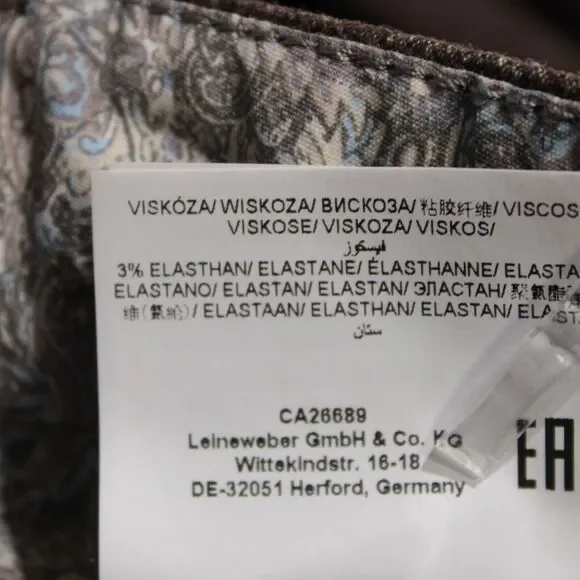 VISKÓZA/ WISKOZA/ ВИСКОЗА/ 粘胶纤维/ VISCOS
VISKOSE/ VISKOZA/ VISKOS/
فيسكوز
3% ELASTHAN/ ELASTANE/ ÉLASTHANNE/ ELASTA
ELASTANO/ ELASTAN/ ELASTAN/ ЭЛАСТАН/ 聚氨酯
维(氨纶)/ ELASTAAN/ ELASTHAN/ ELASTAN/ ELAST
CA26689
Leineweber GmbH & Co. KG
Wittekindstr. 16-18
DE-32051 Herford, Germany
EA